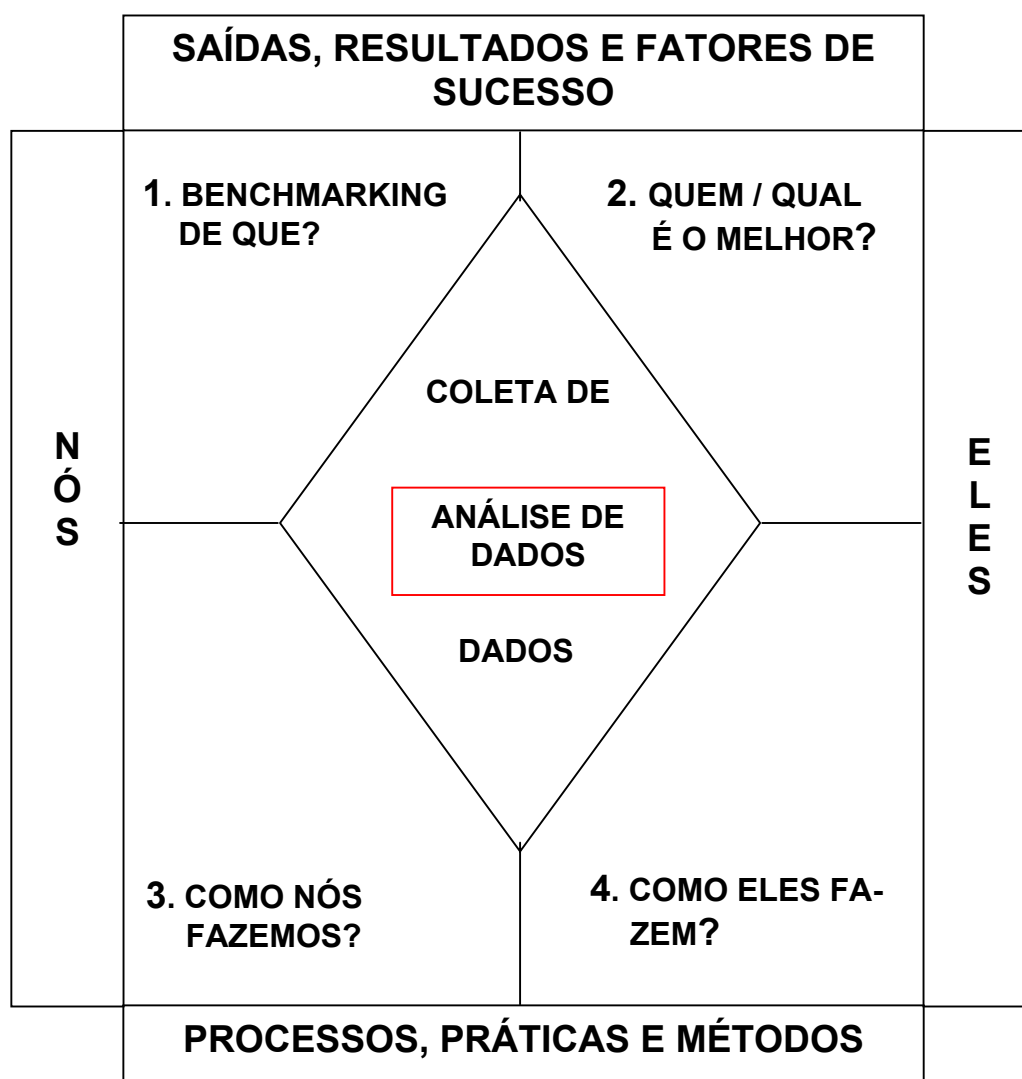 SAÍDAS, RESULTADOS E FATORES DE
SUCESSO
1. BENCHMARKING
DE QUE?
2. QUEM / QUAL
É O MELHOR?
COLETA DE
N
Ó
S
E
L
E
S
ANÁLISE DE
DADOS
DADOS
3. COMO NÓS
FAZEMOS?
4. COMO ELES FA-
ZEM?
PROCESSOS, PRÁTICAS E MÉTODOS